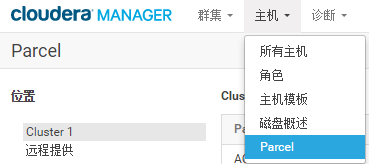 cloudera MANAGER 群集 主机 诊断
Parcel
所有主机
角色
主机模板
磁盘概述
Parcel
位置
Cluster 1
远程提供
Clus
Pa